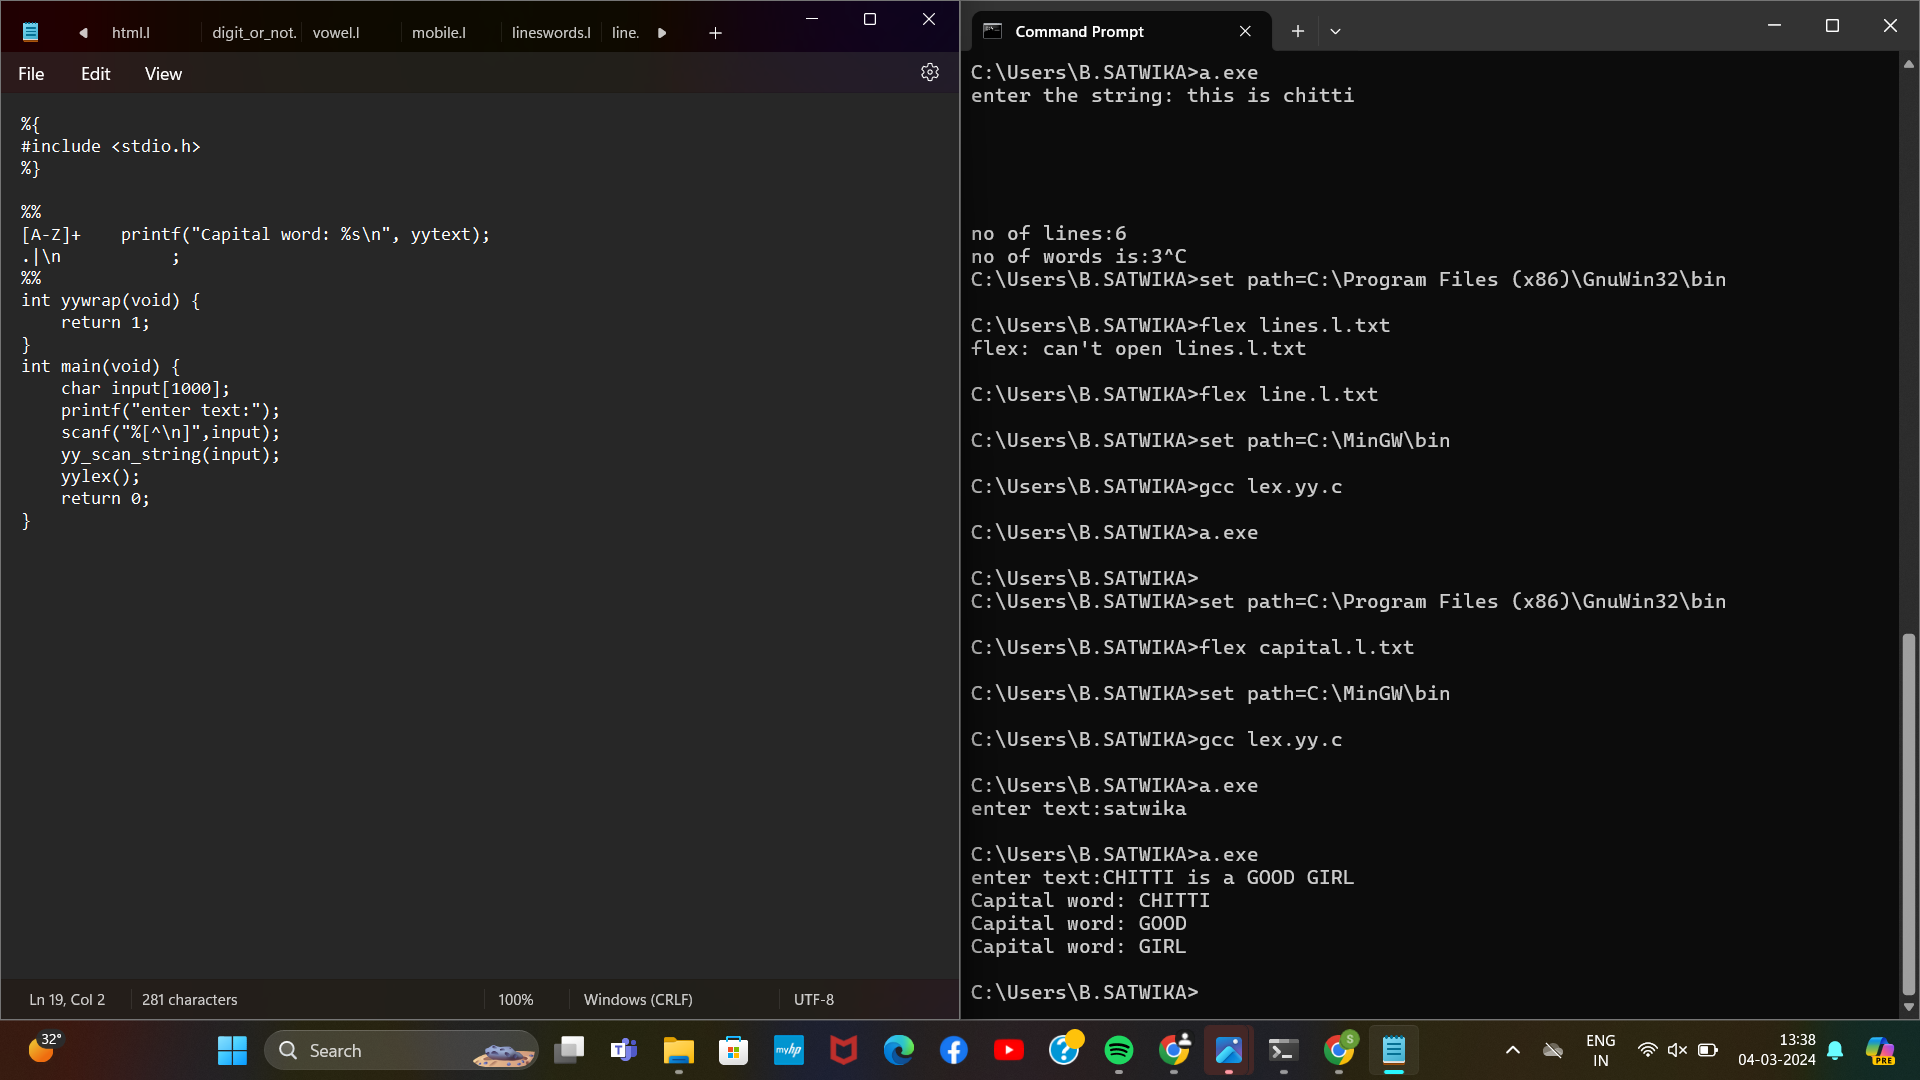 html.l digit_or_not. vowel.l mobile.l lineswords.l line.
File Edit View
%{
#include <stdio.h>
%}
%%
[A-Z]+    printf("Capital word: %s\n", yytext);
.|\n           ;
%%
int yywrap(void) {
    return 1;
}
int main(void) {
    char input[1000];
    printf("enter text:");
    scanf("%[^\n]",input);
    yy_scan_string(input);
    yylex();
    return 0;
}
Ln 19, Col 2 281 characters 100% Windows (CRLF) UTF-8
Command Prompt
C:\Users\B.SATWIKA>a.exe
enter the string: this is chitti
no of lines:6
no of words is:3^C
C:\Users\B.SATWIKA>set path=C:\Program Files (x86)\GnuWin32\bin
C:\Users\B.SATWIKA>flex lines.l.txt
flex: can't open lines.l.txt
C:\Users\B.SATWIKA>flex line.l.txt
C:\Users\B.SATWIKA>set path=C:\MinGW\bin
C:\Users\B.SATWIKA>gcc lex.yy.c
C:\Users\B.SATWIKA>a.exe
C:\Users\B.SATWIKA>
C:\Users\B.SATWIKA>set path=C:\Program Files (x86)\GnuWin32\bin
C:\Users\B.SATWIKA>flex capital.l.txt
C:\Users\B.SATWIKA>set path=C:\MinGW\bin
C:\Users\B.SATWIKA>gcc lex.yy.c
C:\Users\B.SATWIKA>a.exe
enter text:satwika
C:\Users\B.SATWIKA>a.exe
enter text:CHITTI is a GOOD GIRL
Capital word: CHITTI
Capital word: GOOD
Capital word: GIRL
C:\Users\B.SATWIKA>
32°
Search
myhp
S
ENG
IN
13:38
04-03-2024
PRE